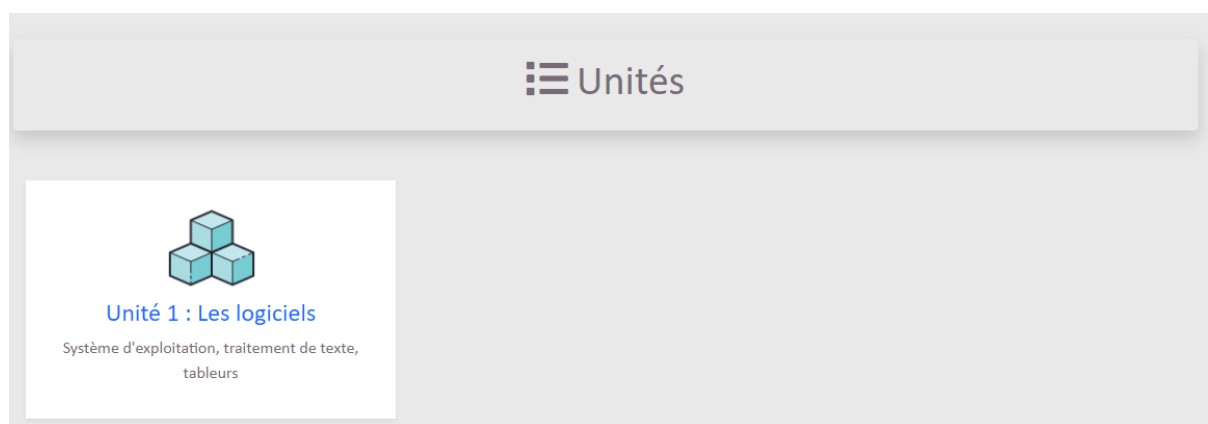 Unités
Unité 1 : Les logiciels
Système d'exploitation, traitement de texte,
tableurs